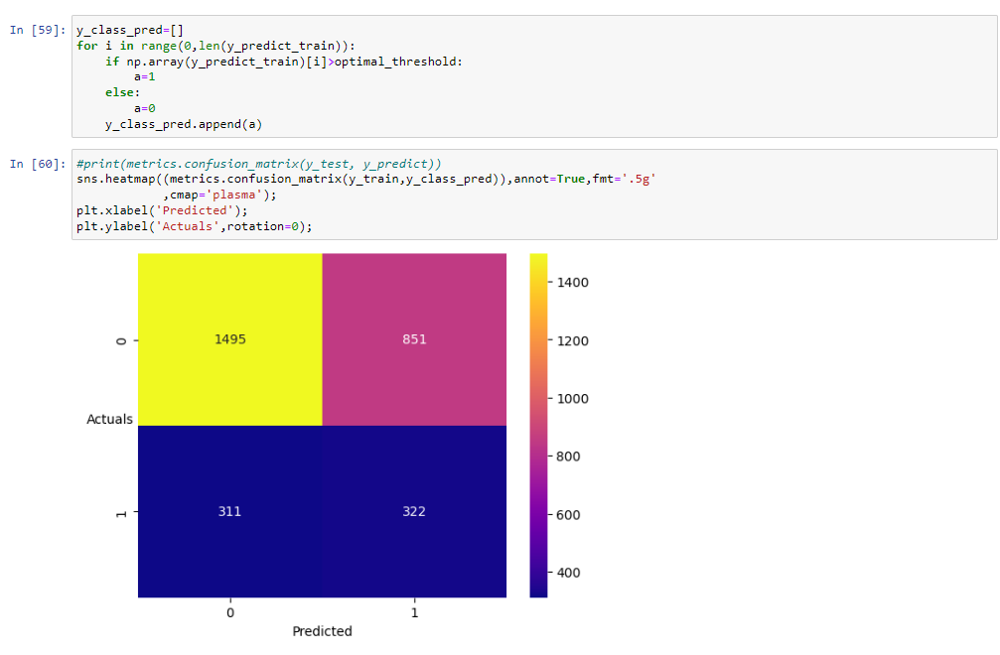 In [59]: y_class_pred=[]
for i in range(0,len(y_predict_train)):
    if np.array(y_predict_train)[i]>optimal_threshold:
        a=1
    else:
        a=0
    y_class_pred.append(a)
In [60]: #print(metrics.confusion_matrix(y_test, y_predict))
sns.heatmap((metrics.confusion_matrix(y_train,y_class_pred)),annot=True,fmt='.5g'
            ,cmap='plasma');
plt.xlabel('Predicted');
plt.ylabel('Actuals',rotation=0);
1400
0 1495 851
1200
1000
Actuals
800
1 311 322
600
400
0 1
Predicted